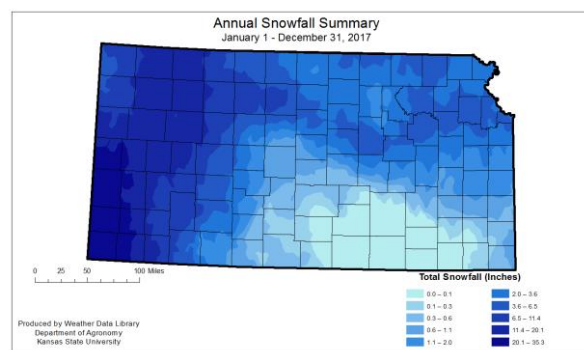 Annual Snowfall Summary
January 1 - December 31, 2017
0 25 50 100 Miles
Total Snowfall (Inches)
0.0 – 0.1 2.0 – 3.6
0.1 – 0.3 3.6 – 6.5
0.3 – 0.6 6.5 – 11.4
0.6 – 1.1 11.4 – 20.1
1.1 – 2.0 20.1 – 35.3
Produced by Weather Data Library
Department of Agronomy
Kansas State University